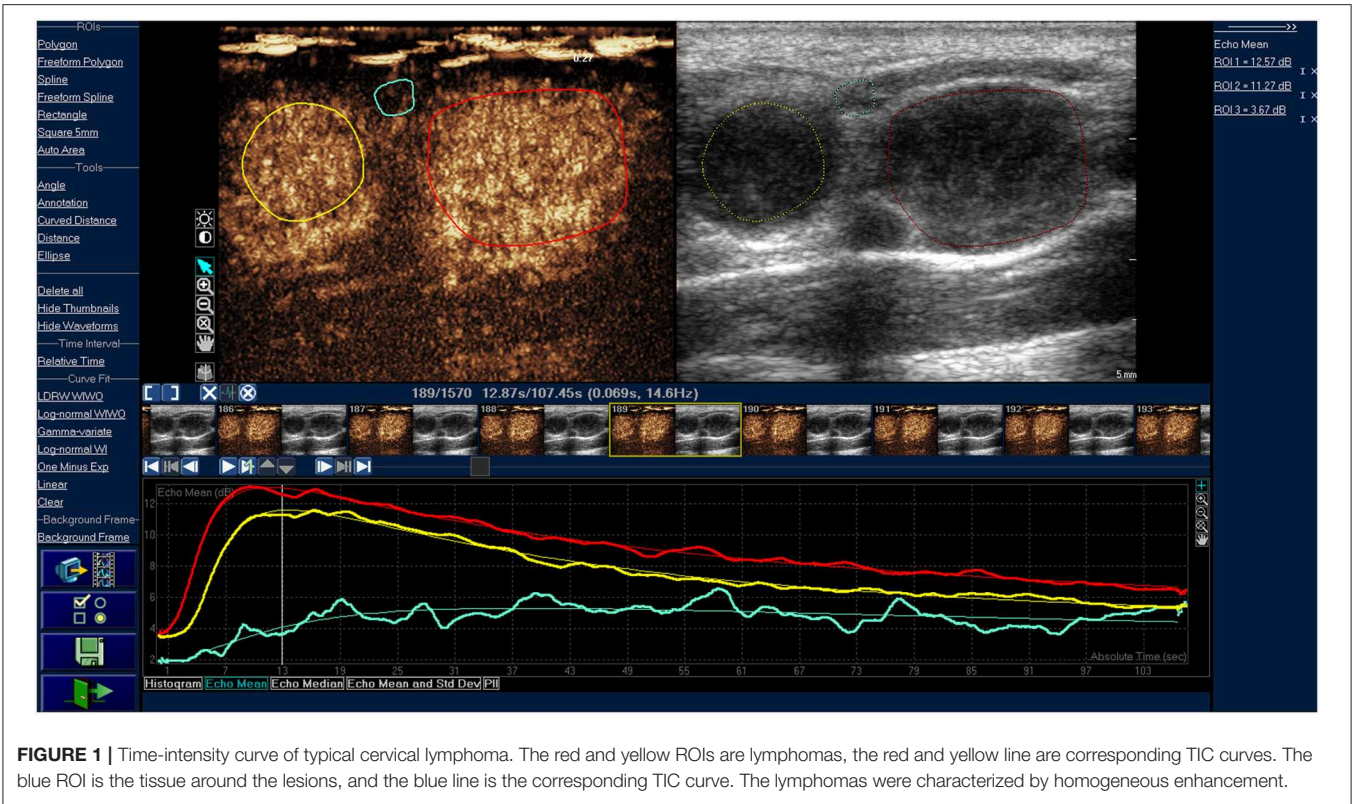 ROIs
Polygon
Freeform Polygon
Spline
Freeform Spline
Rectangle
Square 5mm
Auto Area
Tools
Angle
Annotation
Curved Distance
Distance
Ellipse
Delete all
Hide Thumbnails
Hide Waveforms
Time Interval
Relative Time
Curve Fit
LDRW WIWO
Log-normal WIWO
Gamma-variate
Log-normal WI
One Minus Exp
Linear
Clear
Background Frame
Background Frame
0:27
5 mm
>>
Echo Mean
ROI 1 = 12.57 dB
I X
ROI 2 = 11.27 dB
I X
ROI 3 = 3.67 dB
I X
189/1570 12.87s/107.45s (0.069s, 14.6Hz)
186 187 188 189 190 191 192 193
Echo Mean (dB)
12
10
8
6
4
2
1 7 13 19 25 31 37 43 49 55 61 67 73 79 85 91 97 103
Absolute Time (sec)
Histogram Echo Mean Echo Median Echo Mean and Std Dev PII
FIGURE 1 | Time-intensity curve of typical cervical lymphoma. The red and yellow ROIs are lymphomas, the red and yellow line are corresponding TIC curves. The
blue ROI is the tissue around the lesions, and the blue line is the corresponding TIC curve. The lymphomas were characterized by homogeneous enhancement.